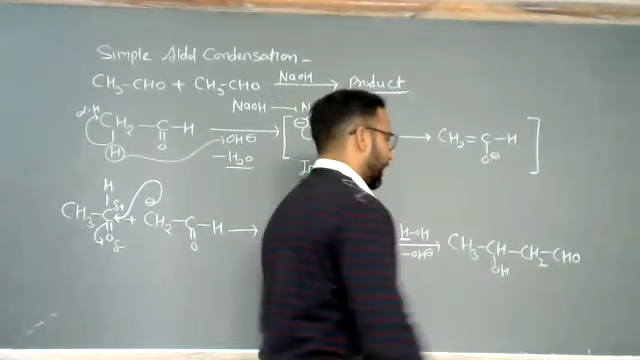 Simple Aldol Condensation -
CH₃-CHO + CH₃-CHO NaOH → Product
NaOH →
α-H CH₂-C-H OH⊖ → [ ⊖ → CH₂=C-H ]
H O -H₂O O⊖
H
CH₃-C δ+ + ⊖ CH₂-C-H → H-OH → CH₃-CH-CH₂-CHO
O δ- O -OH⊖ OH